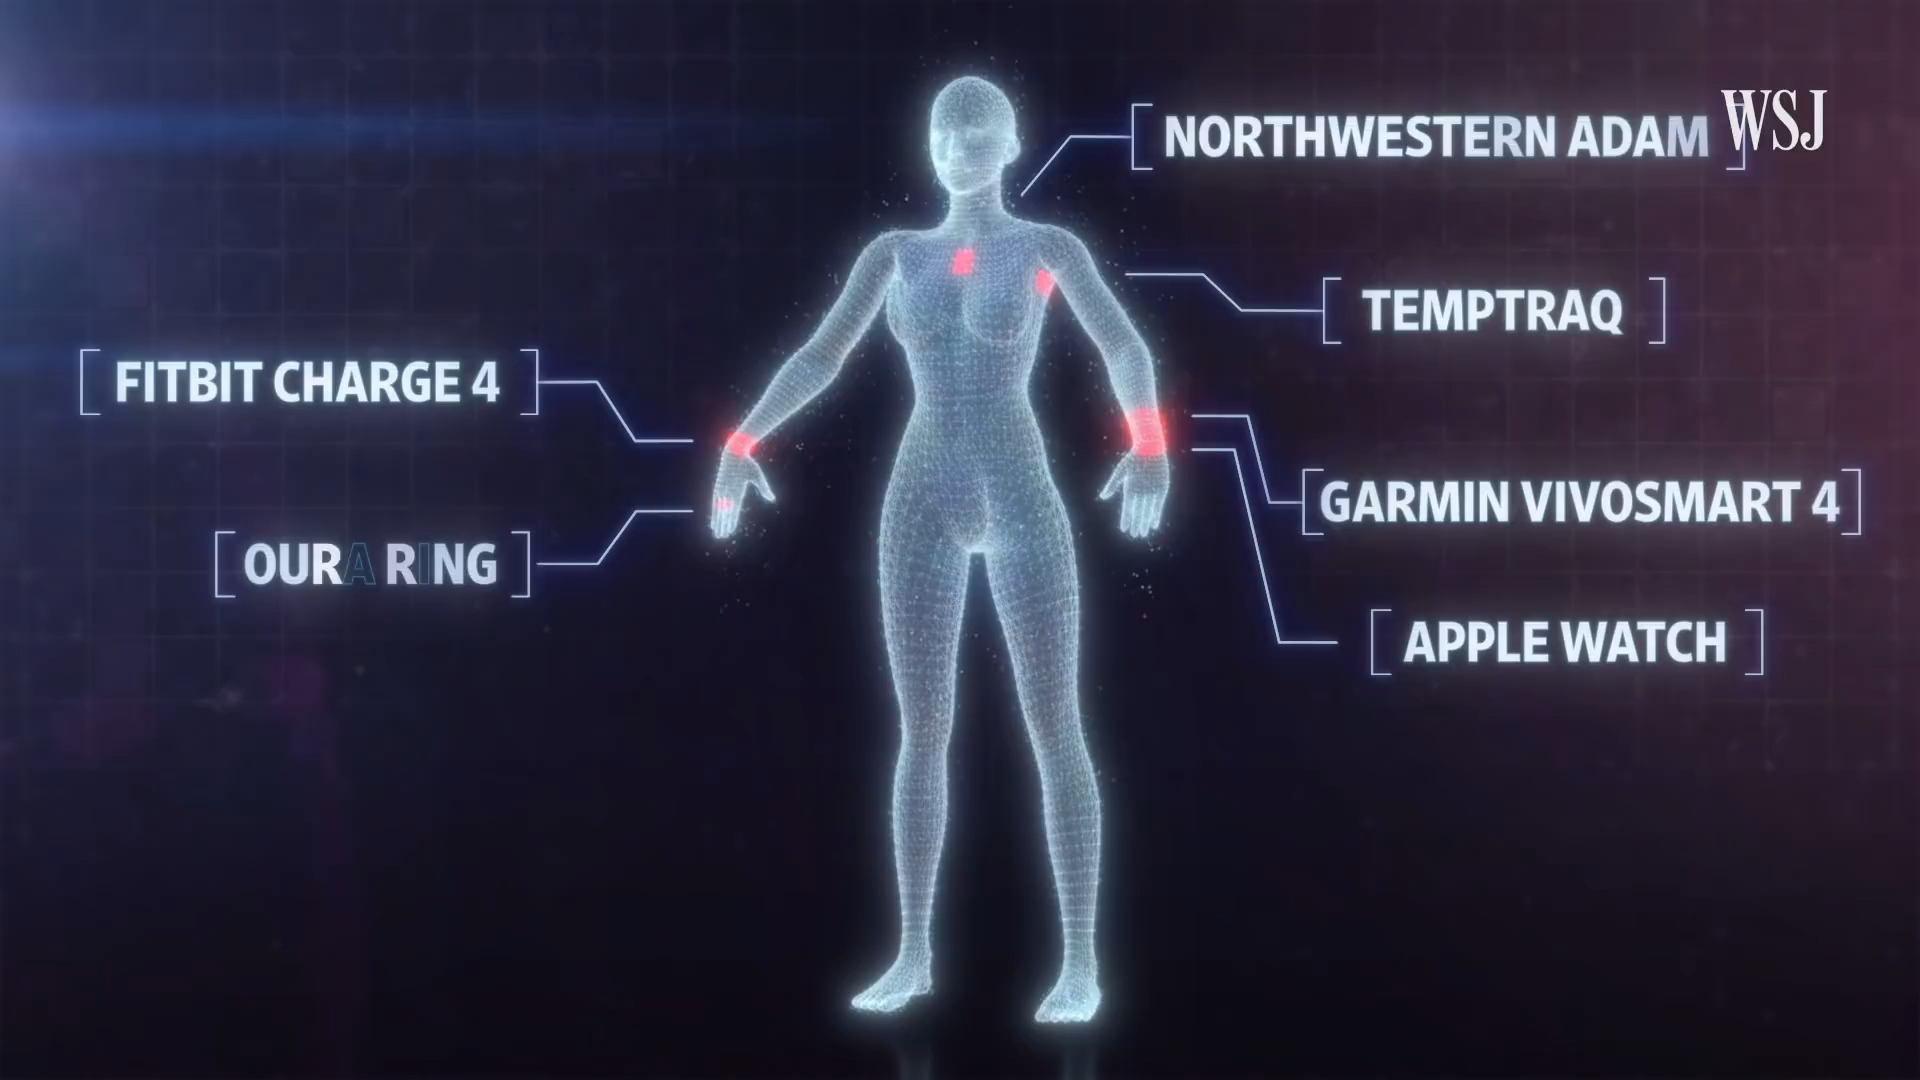 NORTHWESTERN ADAM
WSJ
TEMPTRAQ
FITBIT CHARGE 4
GARMIN VIVOSMART 4
OURA RING
APPLE WATCH